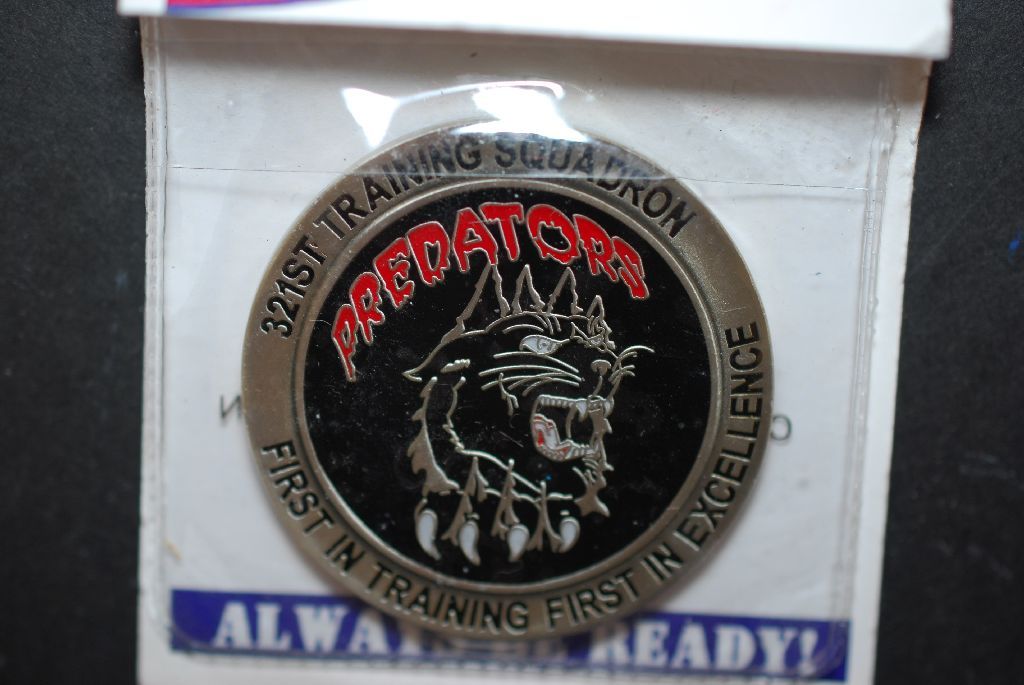 321ST TRAINING SQUADRON
PREDATORS
FIRST IN TRAINING FIRST IN EXCELLENCE
READY!